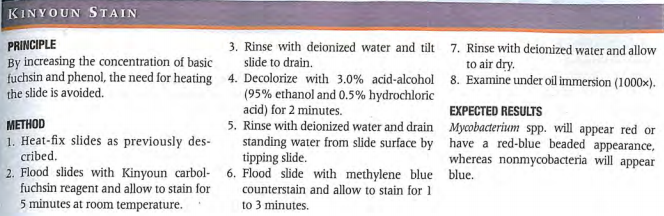 KINYOUN STAIN
PRINCIPLE
By increasing the concentration of basic
fuchsin and phenol, the need for heating
the slide is avoided.
METHOD
1. Heat-fix slides as previously des-
cribed.
2. Flood slides with Kinyoun carbol-
fuchsin reagent and allow to stain for
5 minutes at room temperature.
3. Rinse with deionized water and tilt
slide to drain.
4. Decolorize with 3.0% acid-alcohol
(95% ethanol and 0.5% hydrochloric
acid) for 2 minutes.
5. Rinse with deionized water and drain
standing water from slide surface by
tipping slide.
6. Flood slide with methylene blue
counterstain and allow to stain for 1
to 3 minutes.
7. Rinse with deionized water and allow
to air dry.
8. Examine under oil immersion (1000×).
EXPECTED RESULTS
Mycobacterium spp. will appear red or
have a red-blue beaded appearance,
whereas nonmycobacteria will appear
blue.